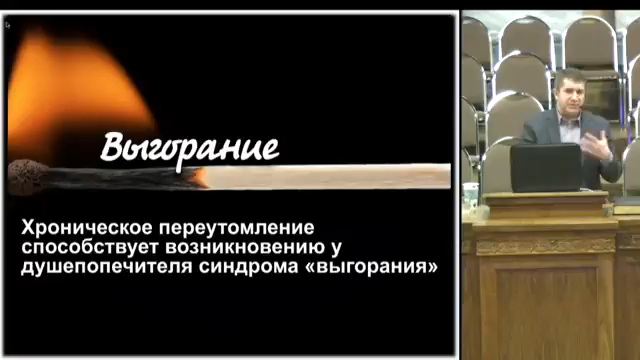 Выгорание
Хроническое переутомление
способствует возникновению у
душепопечителя синдрома «выгорания»